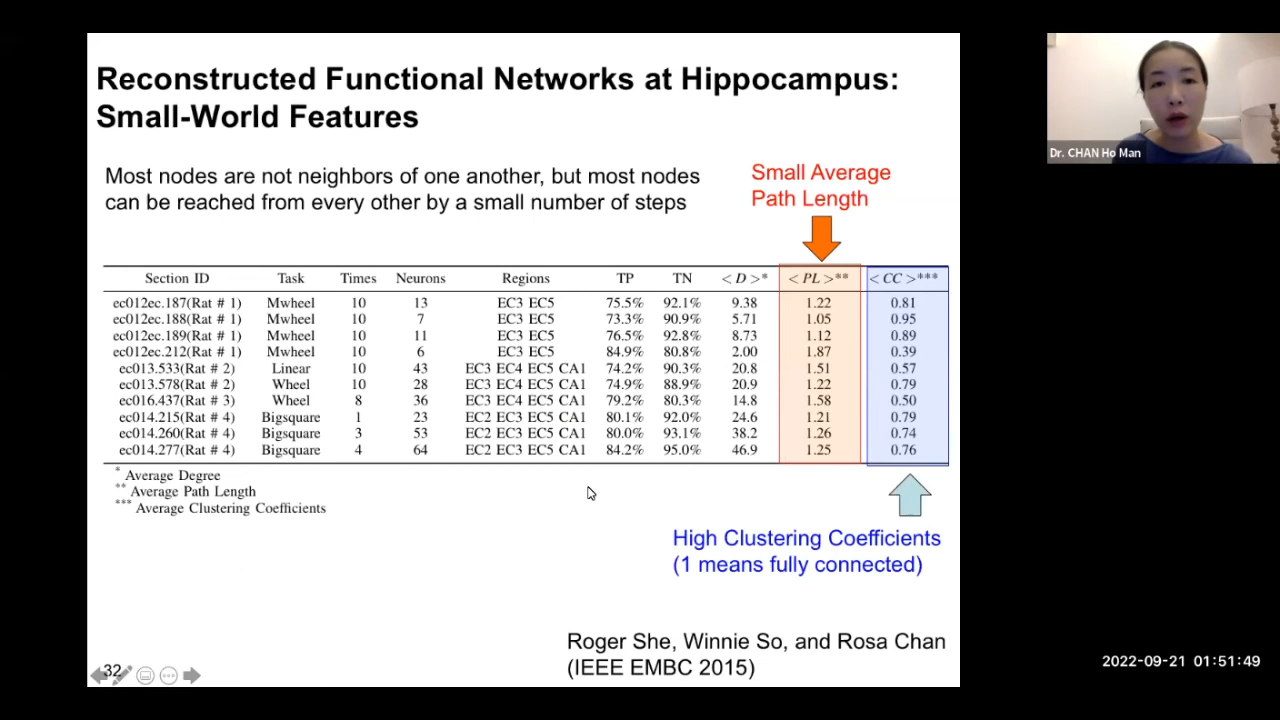 Reconstructed Functional Networks at Hippocampus:
Small-World Features
Most nodes are not neighbors of one another, but most nodes
can be reached from every other by a small number of steps
Small Average
Path Length
Section ID Task Times Neurons Regions TP TN < D >* < PL >** < CC >***
ec012ec.187(Rat # 1) Mwheel 10 13 EC3 EC5 75.5% 92.1% 9.38 1.22 0.81
ec012ec.188(Rat # 1) Mwheel 10 7 EC3 EC5 73.3% 90.9% 5.71 1.05 0.95
ec012ec.189(Rat # 1) Mwheel 10 11 EC3 EC5 76.5% 92.8% 8.73 1.12 0.89
ec012ec.212(Rat # 1) Mwheel 10 6 EC3 EC5 84.9% 80.8% 2.00 1.87 0.39
ec013.533(Rat # 2) Linear 10 43 EC3 EC4 EC5 CA1 74.2% 90.3% 20.8 1.51 0.57
ec013.578(Rat # 2) Wheel 10 28 EC3 EC4 EC5 CA1 74.9% 88.9% 20.9 1.22 0.79
ec016.437(Rat # 3) Wheel 8 36 EC3 EC4 EC5 CA1 79.2% 80.3% 14.8 1.58 0.50
ec014.215(Rat # 4) Bigsquare 1 23 EC2 EC3 EC5 CA1 80.1% 92.0% 24.6 1.21 0.79
ec014.260(Rat # 4) Bigsquare 3 53 EC2 EC3 EC5 CA1 80.0% 93.1% 38.2 1.26 0.74
ec014.277(Rat # 4) Bigsquare 4 64 EC2 EC3 EC5 CA1 84.2% 95.0% 46.9 1.25 0.76
* Average Degree
** Average Path Length
*** Average Clustering Coefficients
High Clustering Coefficients
(1 means fully connected)
Roger She, Winnie So, and Rosa Chan
(IEEE EMBC 2015)
32
Dr. CHAN Ho Man
2022-09-21 01:51:49